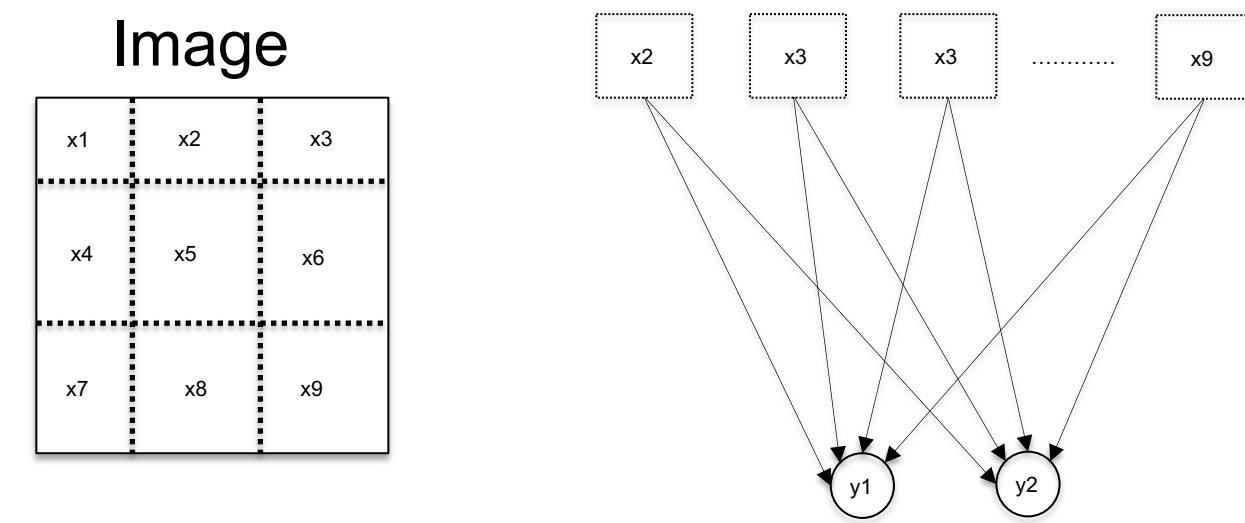 Image
x1 x2 x3
x4 x5 x6
x7 x8 x9
x2 x3 x3 ............ x9
y1 y2